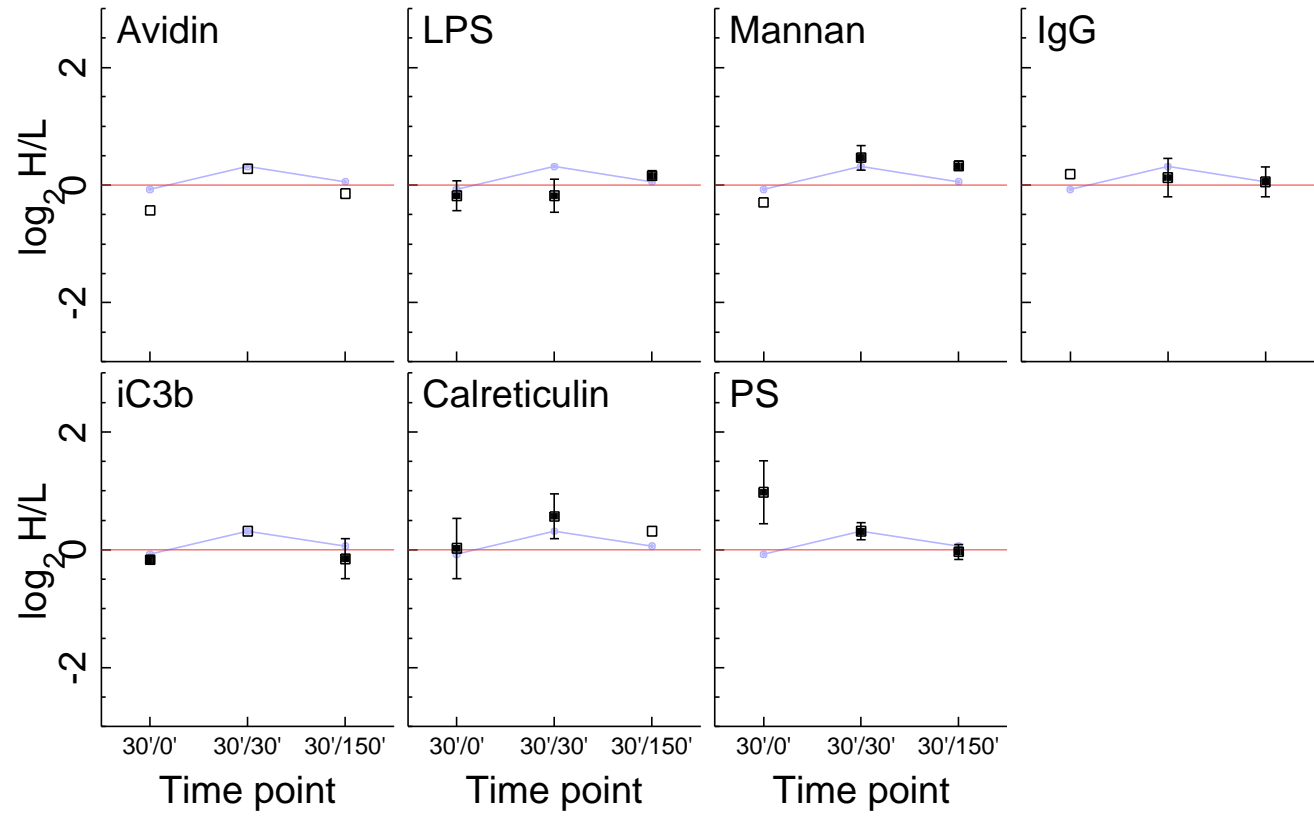 Avidin LPS Mannan IgG
2
0
-2
log2 H/L
iC3b Calreticulin PS
2
0
-2
log2 H/L
30'/0' 30'/30' 30'/150' 30'/0' 30'/30' 30'/150' 30'/0' 30'/30' 30'/150'
Time point Time point Time point